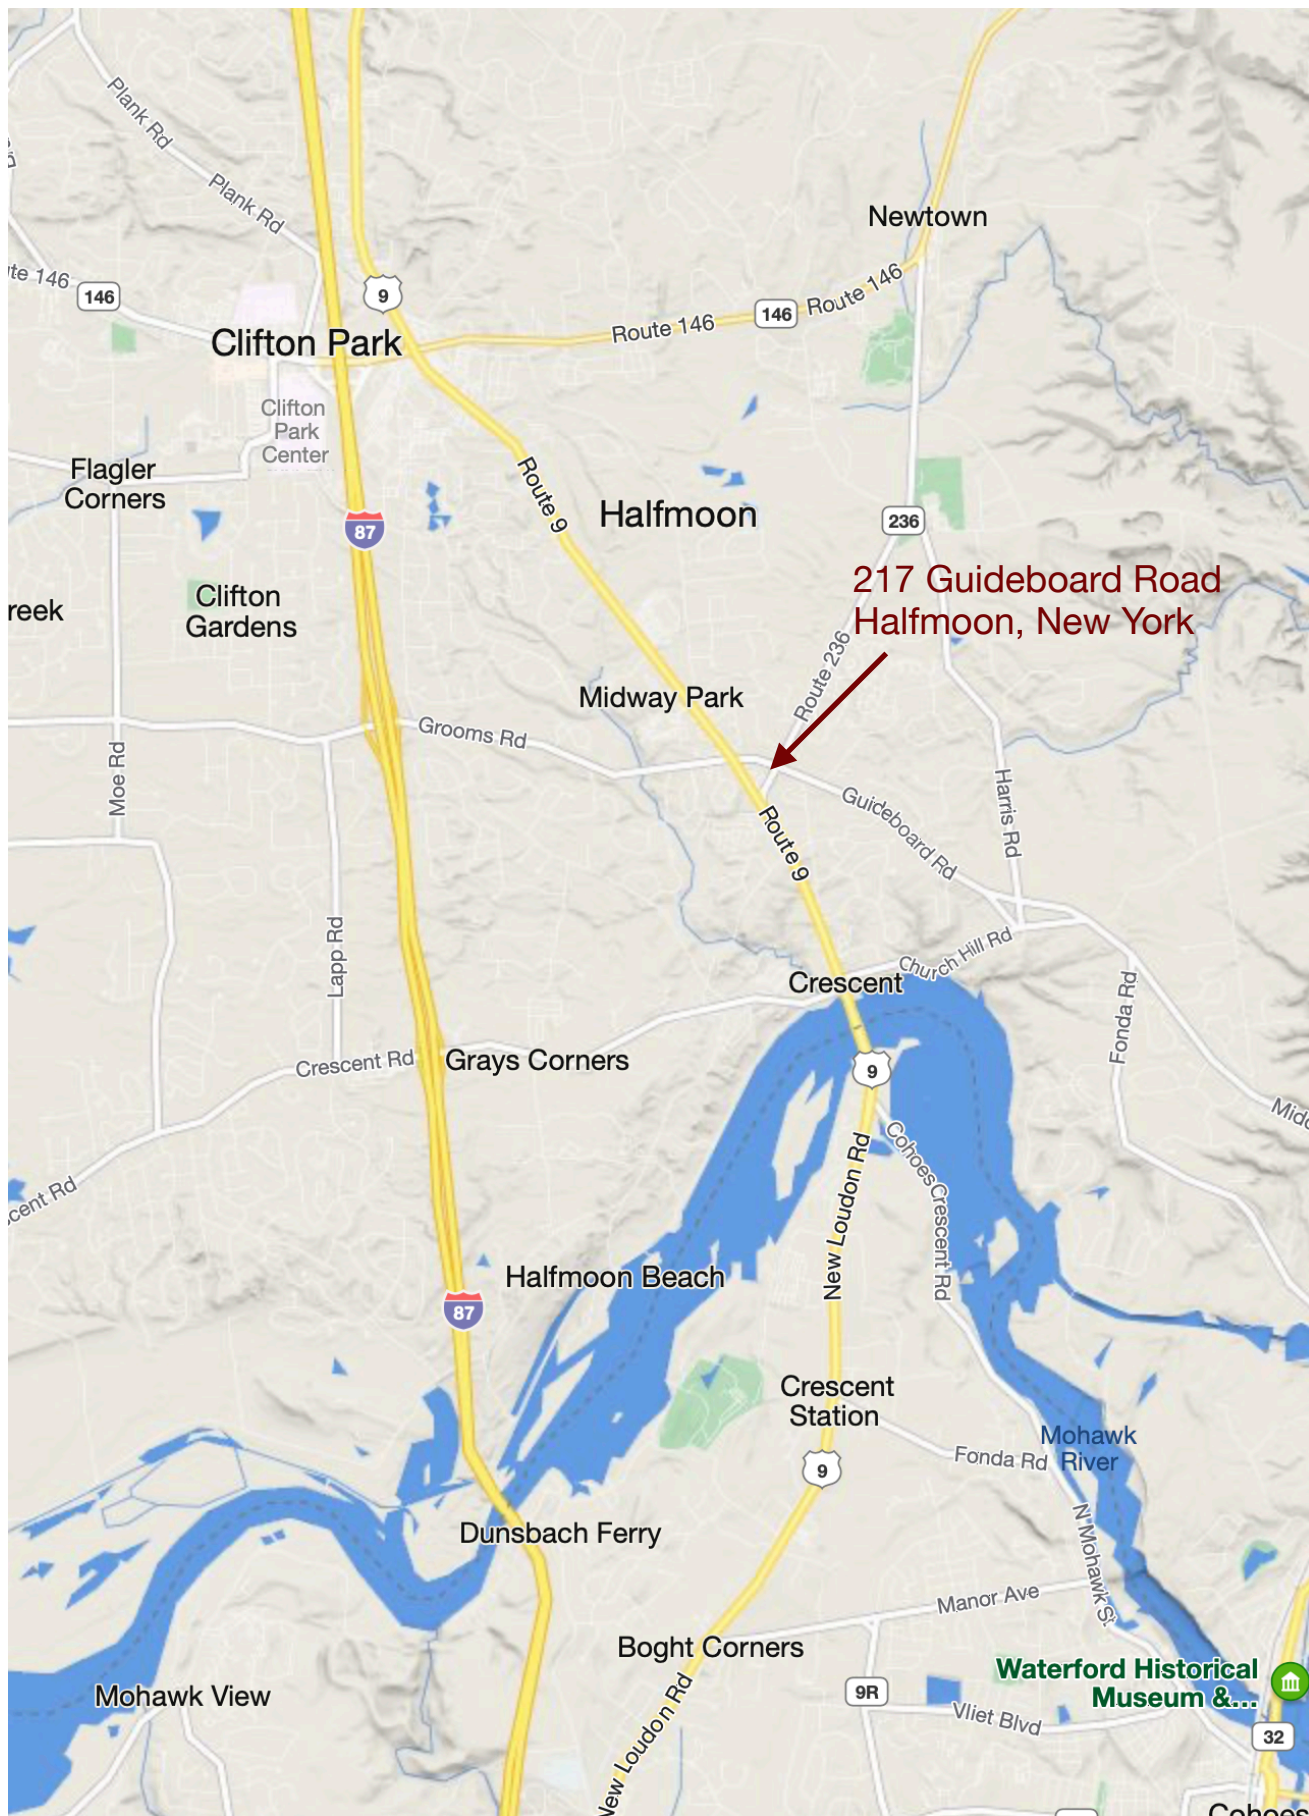 Plank Rd
Plank Rd
Newtown
te 146
146
9
Route 146
146
Route 146
Clifton Park
Clifton
Park
Center
Flagler
Corners
Route 9
Halfmoon
236
87
217 Guideboard Road
Halfmoon, New York
reek
Clifton
Gardens
Route 236
Midway Park
Grooms Rd
Moe Rd
Guideboard Rd
Harris Rd
Route 9
Lapp Rd
Church Hill Rd
Crescent
Fonda Rd
Crescent Rd
Grays Corners
9
Midd
Cohoes Crescent Rd
New Loudon Rd
scent Rd
Halfmoon Beach
87
Crescent
Station
Mohawk
River
Fonda Rd
9
N Mohawk St
Dunsbach Ferry
Manor Ave
Boght Corners
Waterford Historical
Museum &...
Mohawk View
9R
Vliet Blvd
32
New Loudon Rd
Cohoes